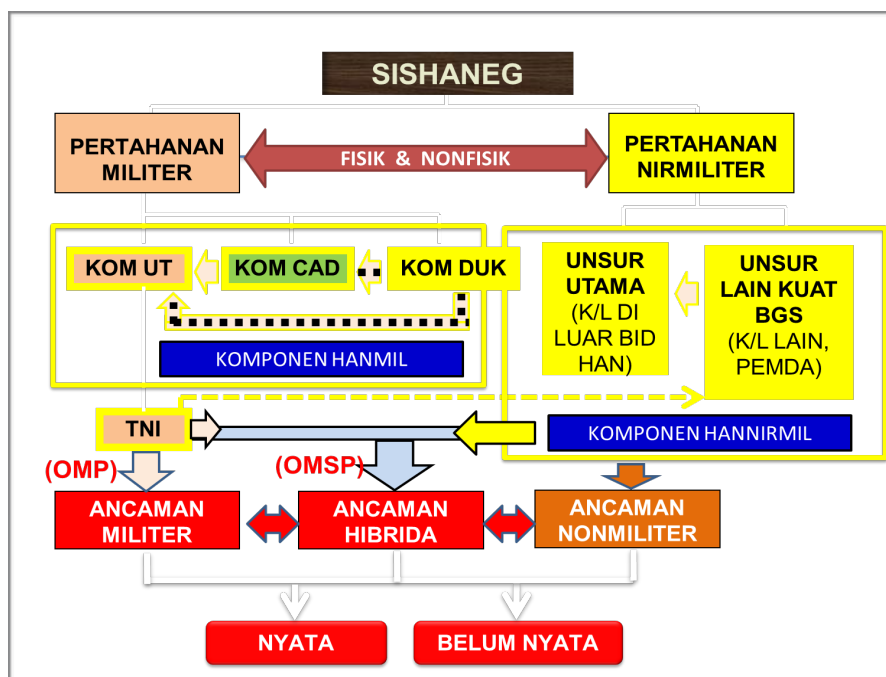 SISHANEG
PERTAHANAN
MILITER
FISIK & NONFISIK
PERTAHANAN
NIRMILITER
KOM UT
KOM CAD
KOM DUK
KOMPONEN HANMIL
UNSUR
UTAMA
(K/L DI
LUAR BID
HAN)
UNSUR
LAIN KUAT
BGS
(K/L LAIN,
PEMDA)
KOMPONEN HANNIRMIL
TNI
(OMP)
(OMSP)
ANCAMAN
MILITER
ANCAMAN
HIBRIDA
ANCAMAN
NONMILITER
NYATA
BELUM NYATA